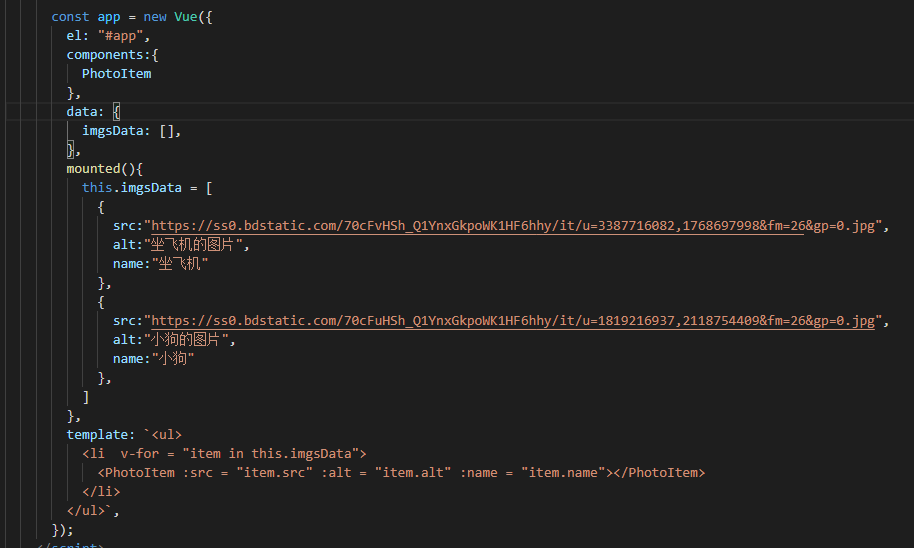 const app = new Vue({
el: "#app",
components:{
PhotoItem
},
data: {
imgsData: [],
},
mounted(){
this.imgsData = [
{
src:"https://ss0.bdstatic.com/70cFvHSh_Q1YnxGkpoWK1HF6hhy/it/u=3387716082,1768697998&fm=26&gp=0.jpg",
alt:"坐飞机的图片",
name:"坐飞机"
},
{
src:"https://ss0.bdstatic.com/70cFuHSh_Q1YnxGkpoWK1HF6hhy/it/u=1819216937,2118754409&fm=26&gp=0.jpg",
alt:"小狗的图片",
name:"小狗"
},
]
},
template: `<ul>
<li  v-for = "item in this.imgsData">
<PhotoItem :src = "item.src" :alt = "item.alt" :name = "item.name"></PhotoItem>
</li>
</ul>`,
});
</script>